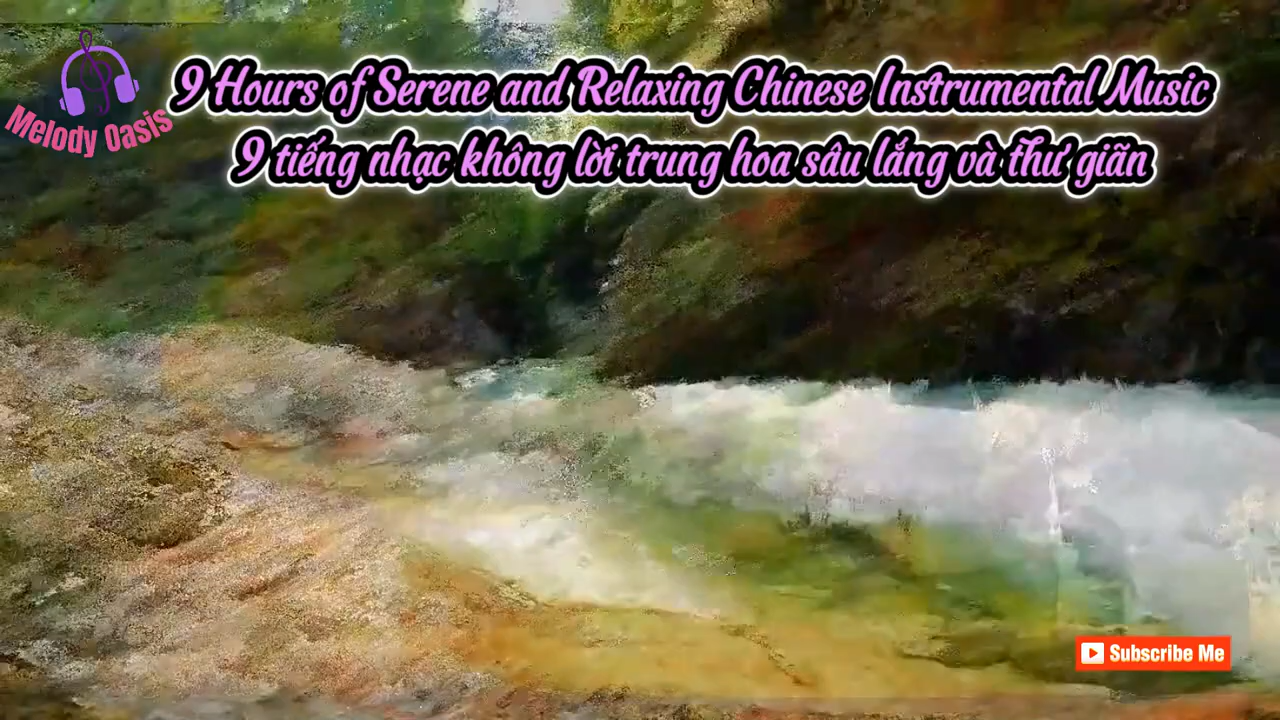 9 Hours of Serene and Relaxing Chinese Instrumental Music
9 tiếng nhạc không lời trung hoa sâu lắng và thư giãn
Melody Oasis
Subscribe Me